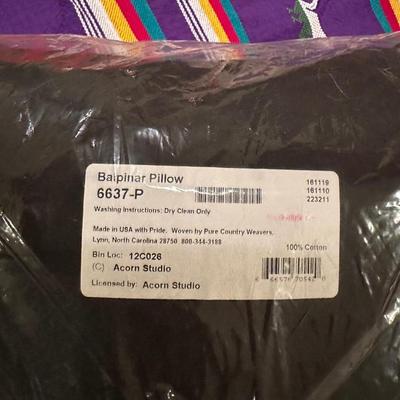 Balpinar Pillow
6637-P
161119
161110
223211
Washing Instructions: Dry Clean Only
Made in USA with Pride. Woven by Pure Country Weavers,
Lynn, North Carolina 28750 800-344-3188
100% Cotton
Bin Loc: 12C026
(C) Acorn Studio
Licensed by: Acorn Studio